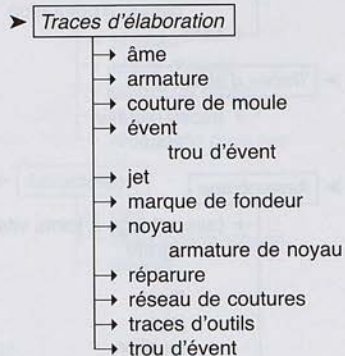 ➤ Traces d'élaboration
→ âme
→ armature
→ couture de moule
→ évent
trou d'évent
→ jet
→ marque de fondeur
→ noyau
armature de noyau
→ réparure
→ réseau de coutures
→ traces d'outils
→ trou d'évent